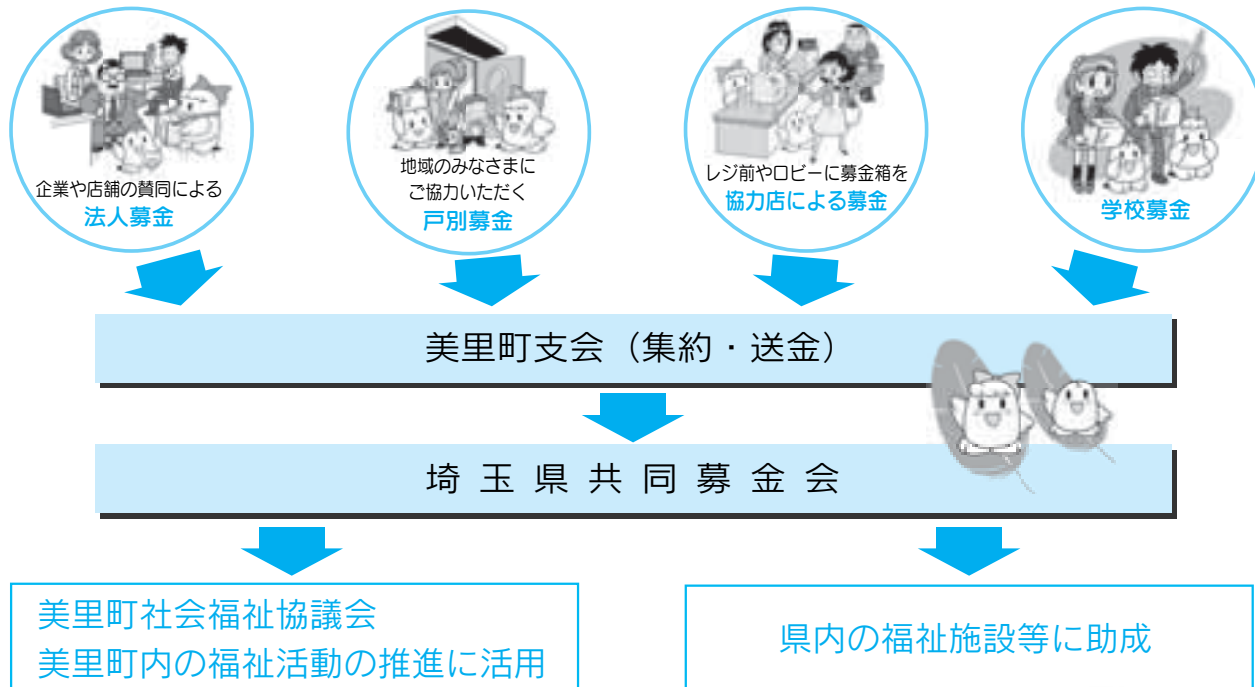 企業や店舗の賛同による
法人募金
地域のみなさまに
ご協力いただく
戸別募金
レジ前やロビーに募金箱を
協力店による募金
学校募金
美里町支会（集約・送金）
埼玉県共同募金会
美里町社会福祉協議会
美里町内の福祉活動の推進に活用
県内の福祉施設等に助成